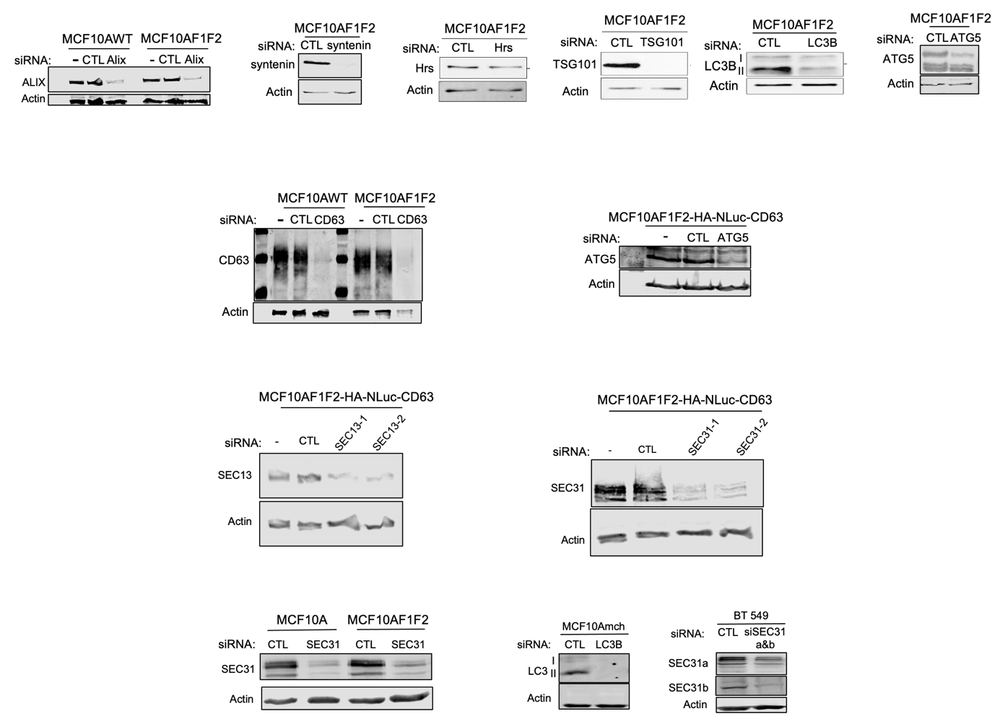 MCF10AWT MCF10AF1F2
siRNA: - CTL Alix - CTL Alix
ALIX
Actin
MCF10AF1F2
siRNA: CTL syntenin
syntenin
Actin
MCF10AF1F2
siRNA: CTL Hrs
Hrs
Actin
MCF10AF1F2
siRNA: CTL TSG101
TSG101
Actin
MCF10AF1F2
siRNA: CTL LC3B
I
LC3B II
Actin
MCF10AF1F2
siRNA: CTL ATG5
ATG5
Actin
MCF10AWT MCF10AF1F2
siRNA: - CTL CD63 - CTL CD63
CD63
Actin
MCF10AF1F2-HA-NLuc-CD63
siRNA: - CTL ATG5
ATG5
Actin
MCF10AF1F2-HA-NLuc-CD63
siRNA: - CTL SEC13-1 SEC13-2
SEC13
Actin
MCF10AF1F2-HA-NLuc-CD63
siRNA: - CTL SEC31-1 SEC31-2
SEC31
Actin
MCF10A MCF10AF1F2
siRNA: CTL SEC31 CTL SEC31
SEC31
Actin
MCF10Amch
siRNA: CTL LC3B
I
LC3 II
Actin
BT 549
siRNA: CTL siSEC31
a&b
SEC31a
SEC31b
Actin